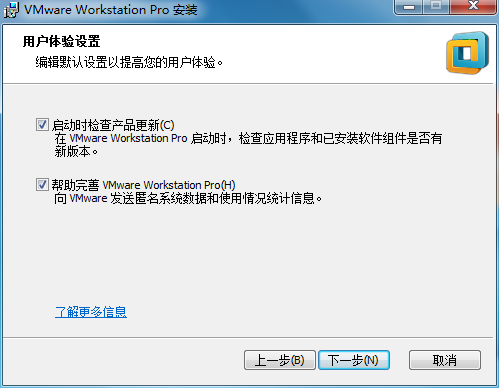 VMware Workstation Pro 安装
用户体验设置
编辑默认设置以提高您的用户体验。
启动时检查产品更新(C)
在 VMware Workstation Pro 启动时，检查应用程序和已安装软件组件是否有
新版本。
帮助完善 VMware Workstation Pro(H)
向 VMware 发送匿名系统数据和使用情况统计信息。
了解更多信息
上一步(B) 下一步(N) 取消